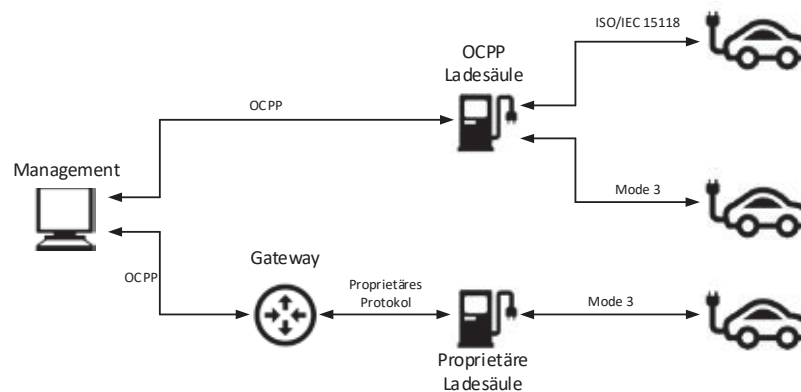 ISO/IEC 15118
OCPP
Ladesäule
OCPP
Management
Mode 3
Gateway
OCPP
Proprietäres
Protokol
Mode 3
Proprietäre
Ladesäule